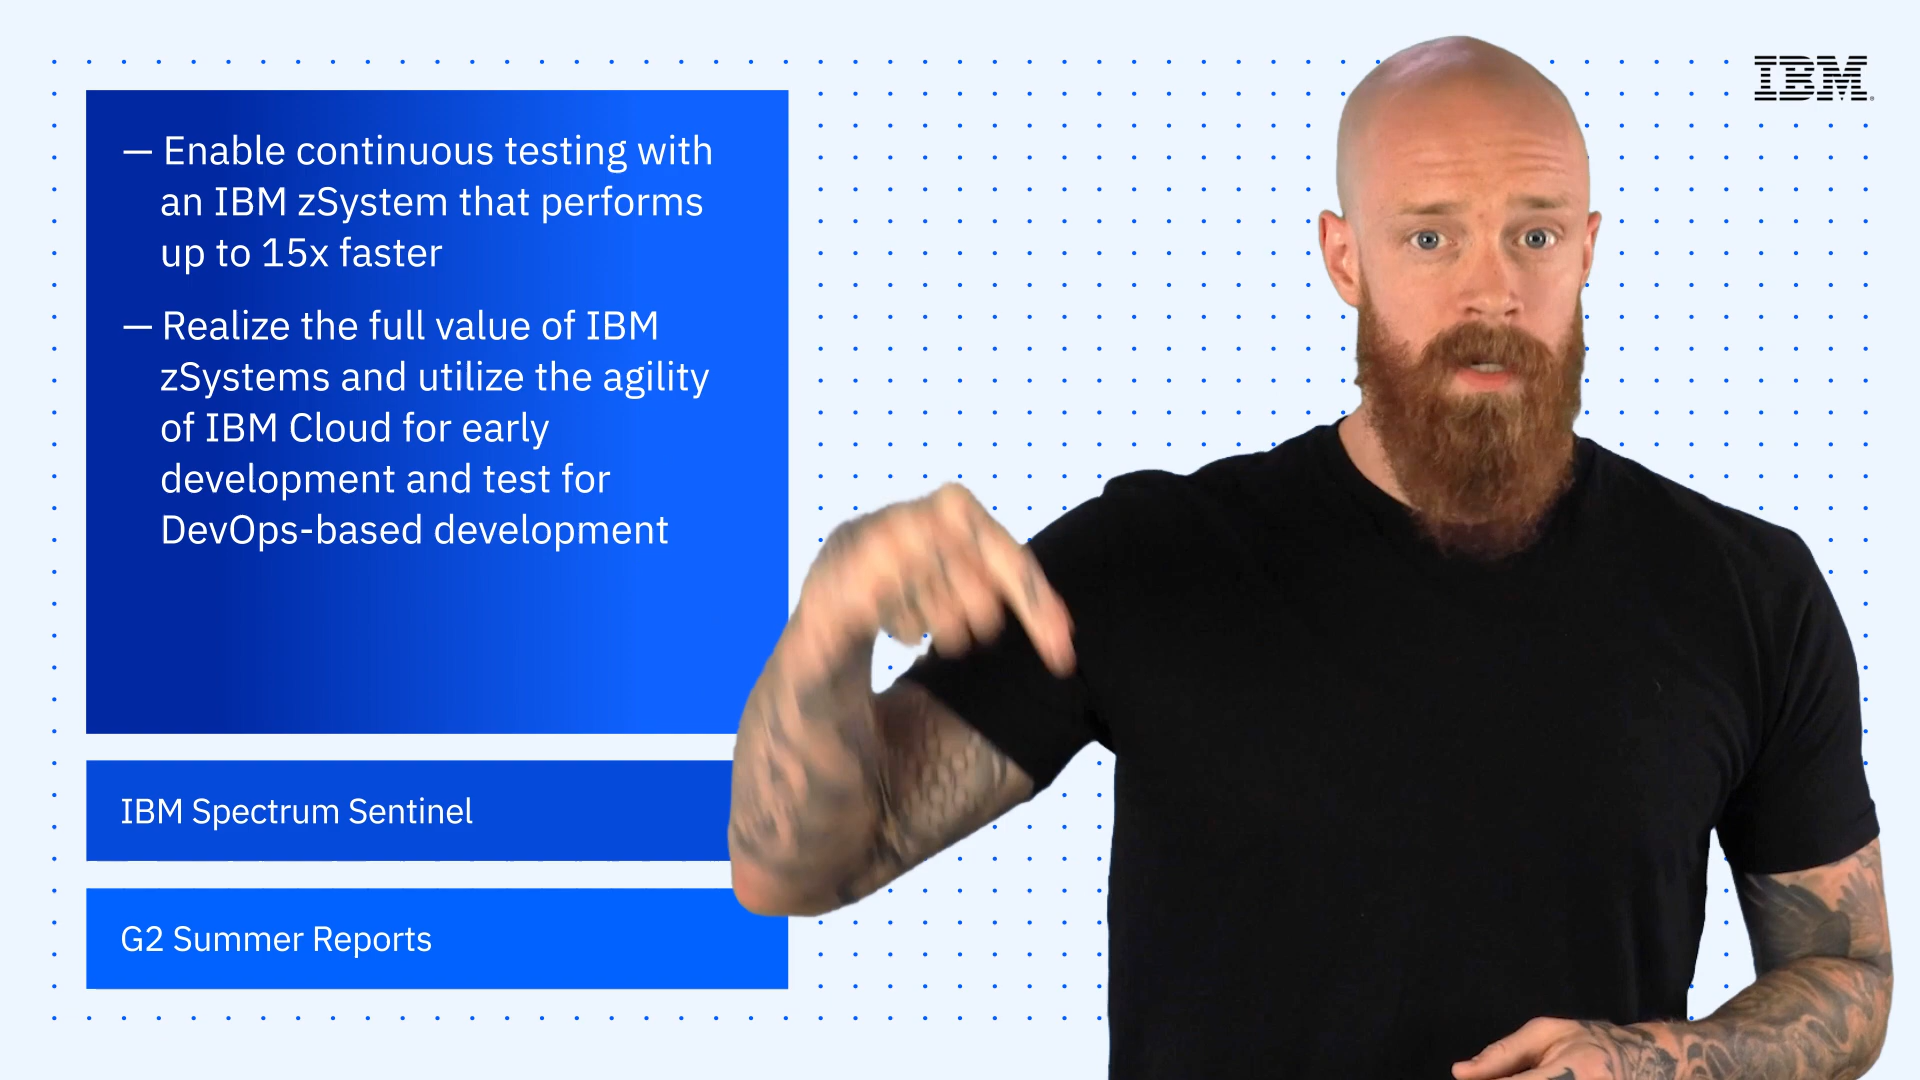 IBM
— Enable continuous testing with
an IBM zSystem that performs
up to 15x faster
— Realize the full value of IBM
zSystems and utilize the agility
of IBM Cloud for early
development and test for
DevOps-based development
IBM Spectrum Sentinel
G2 Summer Reports